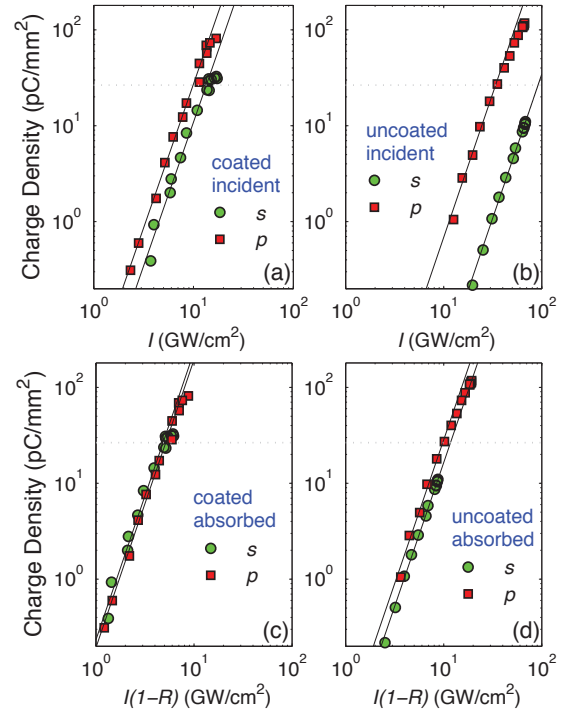 Charge Density (pC/mm²)
10²
10¹
10⁰
coated
incident
s
p
(a)
10⁰ 10¹ 10²
I (GW/cm²)
uncoated
incident
s
p
(b)
10⁰ 10¹ 10²
I (GW/cm²)
Charge Density (pC/mm²)
10²
10¹
10⁰
coated
absorbed
s
p
(c)
10⁰ 10¹ 10²
I(1−R) (GW/cm²)
uncoated
absorbed
s
p
(d)
10⁰ 10¹ 10²
I(1−R) (GW/cm²)